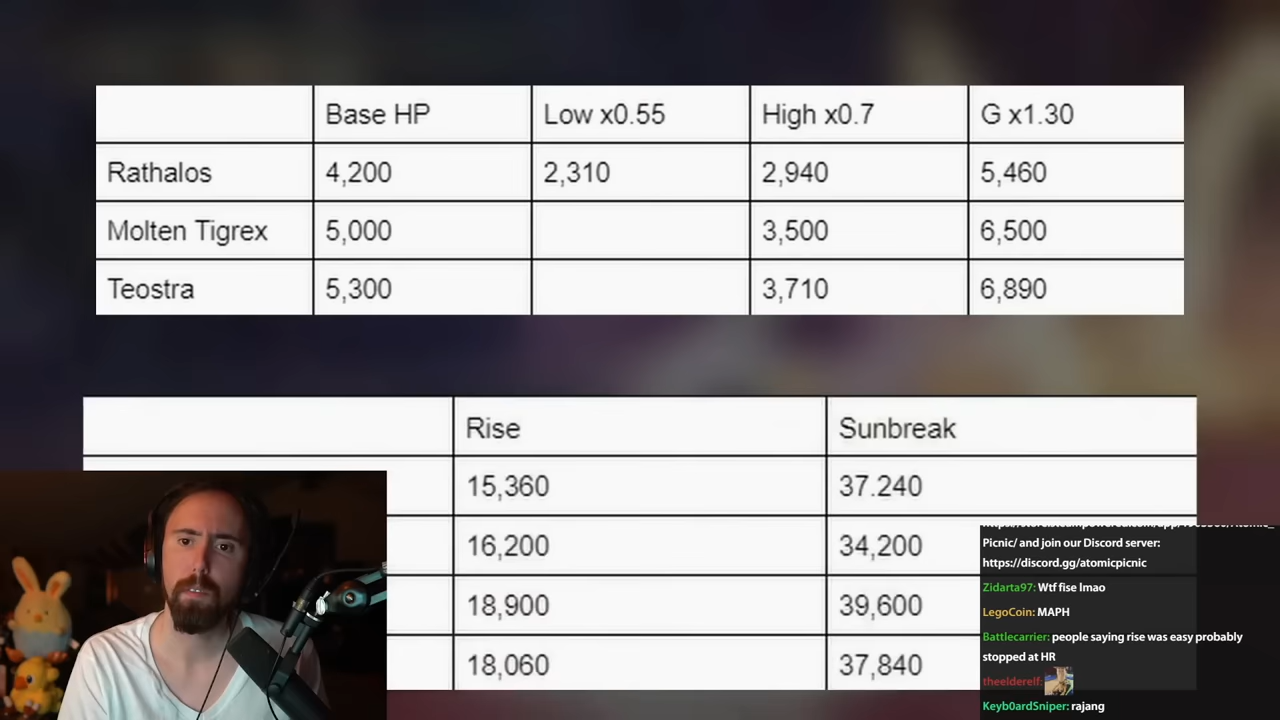 Base HP Low x0.55 High x0.7 G x1.30
Rathalos 4,200 2,310 2,940 5,460
Molten Tigrex 5,000 3,500 6,500
Teostra 5,300 3,710 6,890
Rise Sunbreak
15,360 37.240
16,200 34,200
18,900 39,600
18,060 37,840
Picnic/ and join our Discord server:
https://discord.gg/atomicpicnic
Zidarta97: Wtf fise lmao
LegoCoin: MAPH
Battlecarrier: people saying rise was easy probably
stopped at HR
theelderelf:
Keyb0ardSniper: rajang